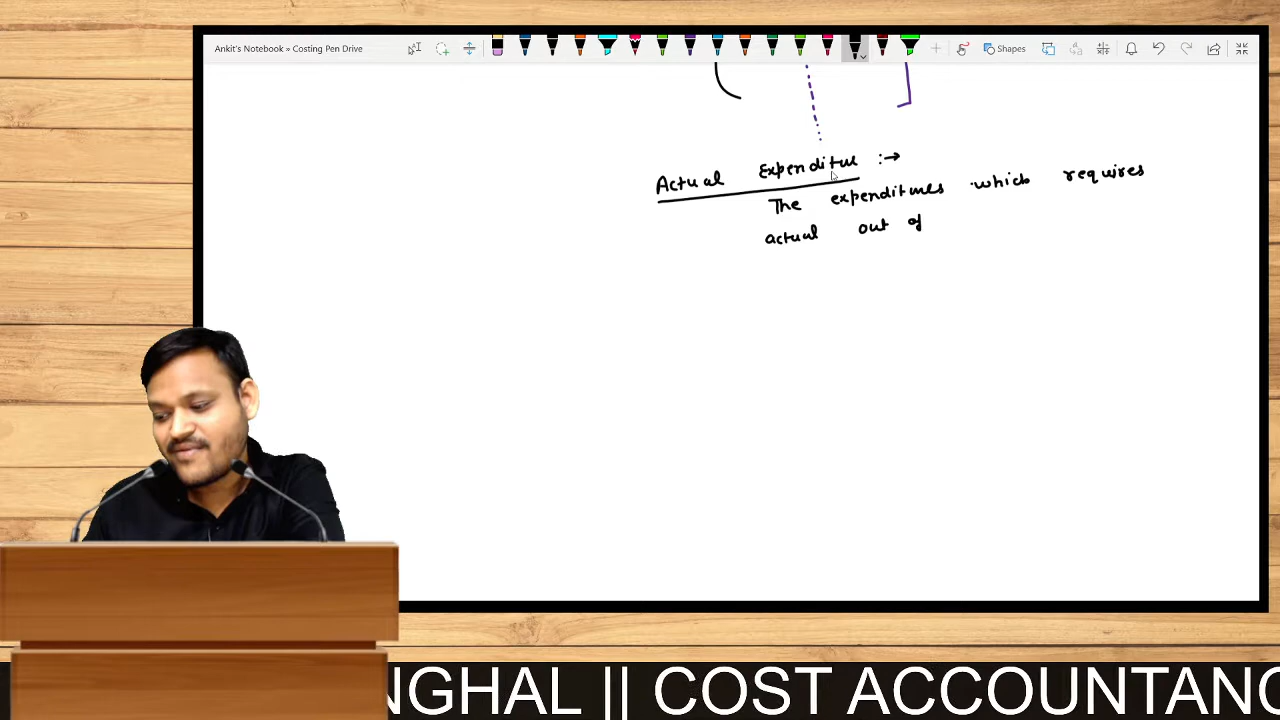 Ankit's Notebook » Costing Pen Drive
Shapes
Actual Expenditure :→
The expenditures which requires
actual out of
NGHAL || COST ACCOUNTANC